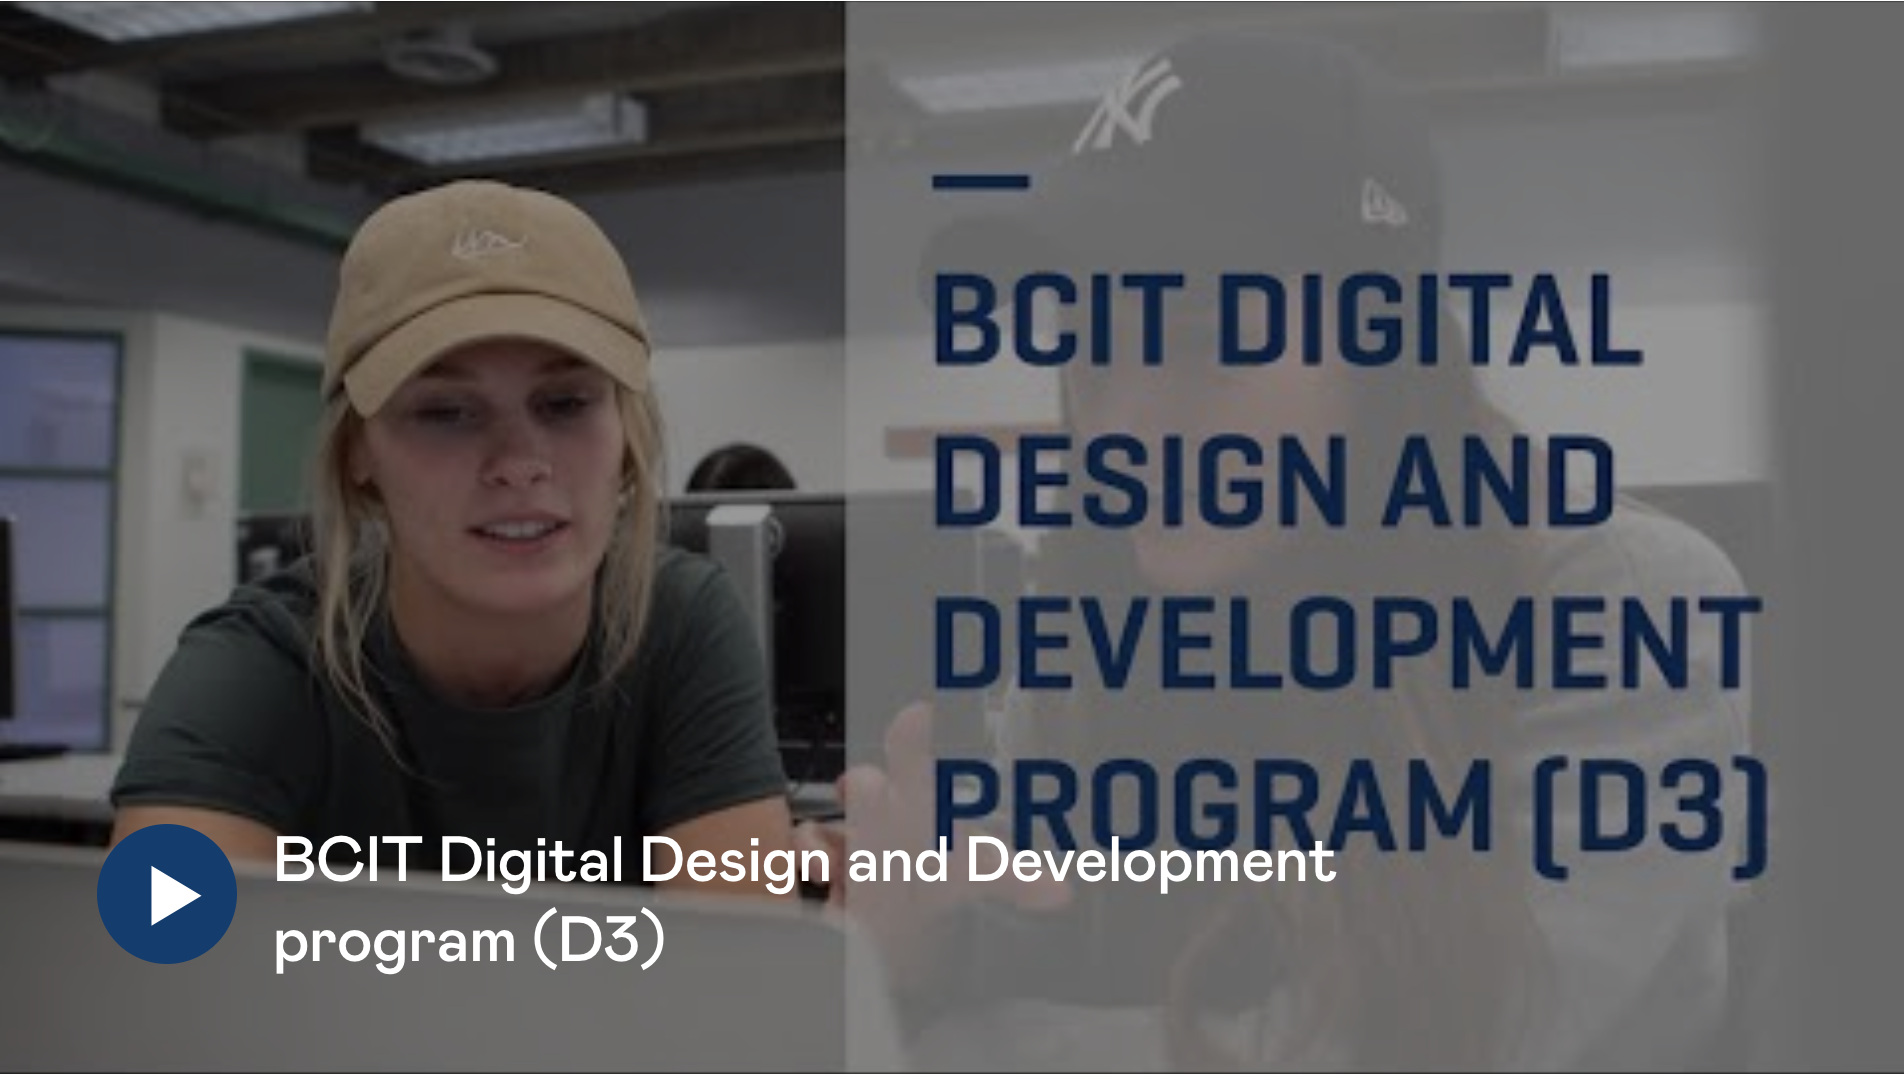 BCIT DIGITAL
DESIGN AND
DEVELOPMENT
PROGRAM (D3)
BCIT Digital Design and Development
program (D3)